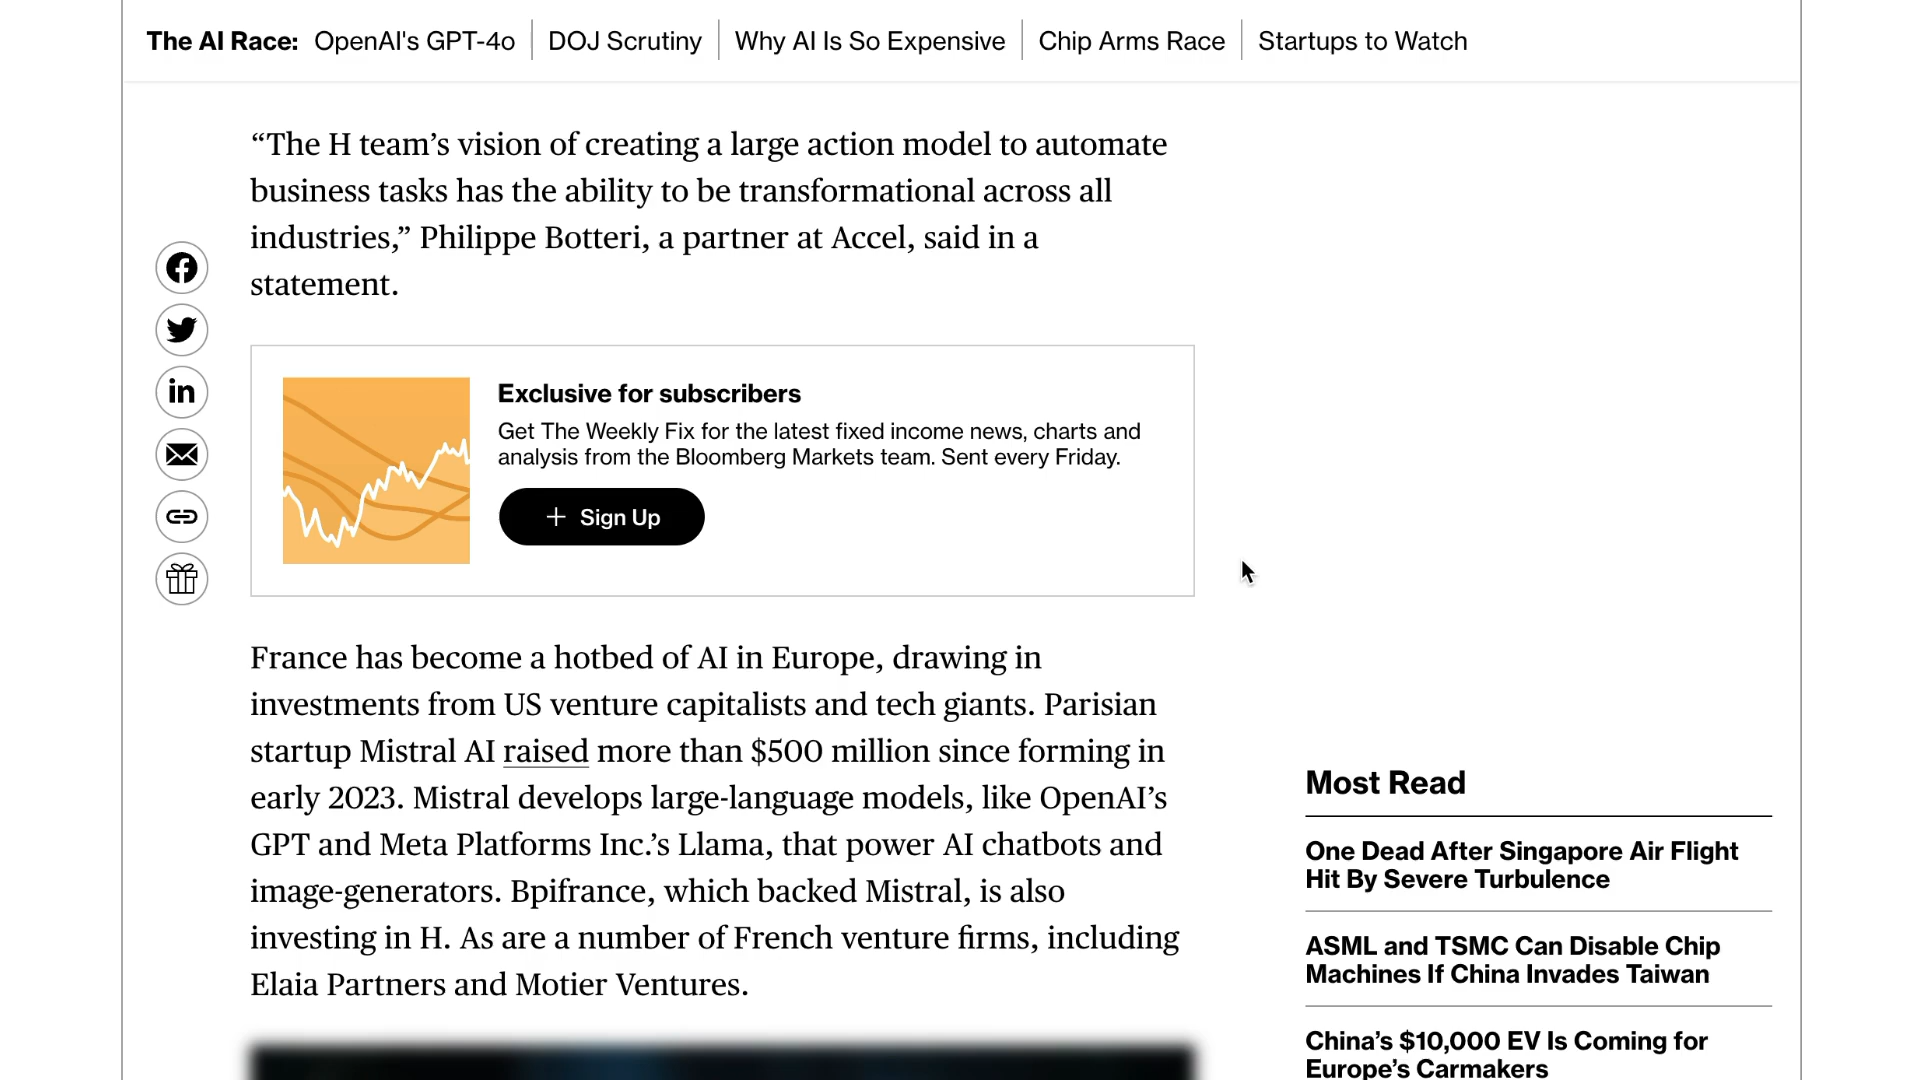 The AI Race: OpenAI's GPT-4o DOJ Scrutiny Why AI Is So Expensive Chip Arms Race Startups to Watch
“The H team’s vision of creating a large action model to automate
business tasks has the ability to be transformational across all
industries,” Philippe Botteri, a partner at Accel, said in a
statement.
Exclusive for subscribers
Get The Weekly Fix for the latest fixed income news, charts and
analysis from the Bloomberg Markets team. Sent every Friday.
+ Sign Up
France has become a hotbed of AI in Europe, drawing in
investments from US venture capitalists and tech giants. Parisian
startup Mistral AI raised more than $500 million since forming in
early 2023. Mistral develops large-language models, like OpenAI’s
GPT and Meta Platforms Inc.’s Llama, that power AI chatbots and
image-generators. Bpifrance, which backed Mistral, is also
investing in H. As are a number of French venture firms, including
Elaia Partners and Motier Ventures.
Most Read
One Dead After Singapore Air Flight
Hit By Severe Turbulence
ASML and TSMC Can Disable Chip
Machines If China Invades Taiwan
China’s $10,000 EV Is Coming for
Europe’s Carmakers